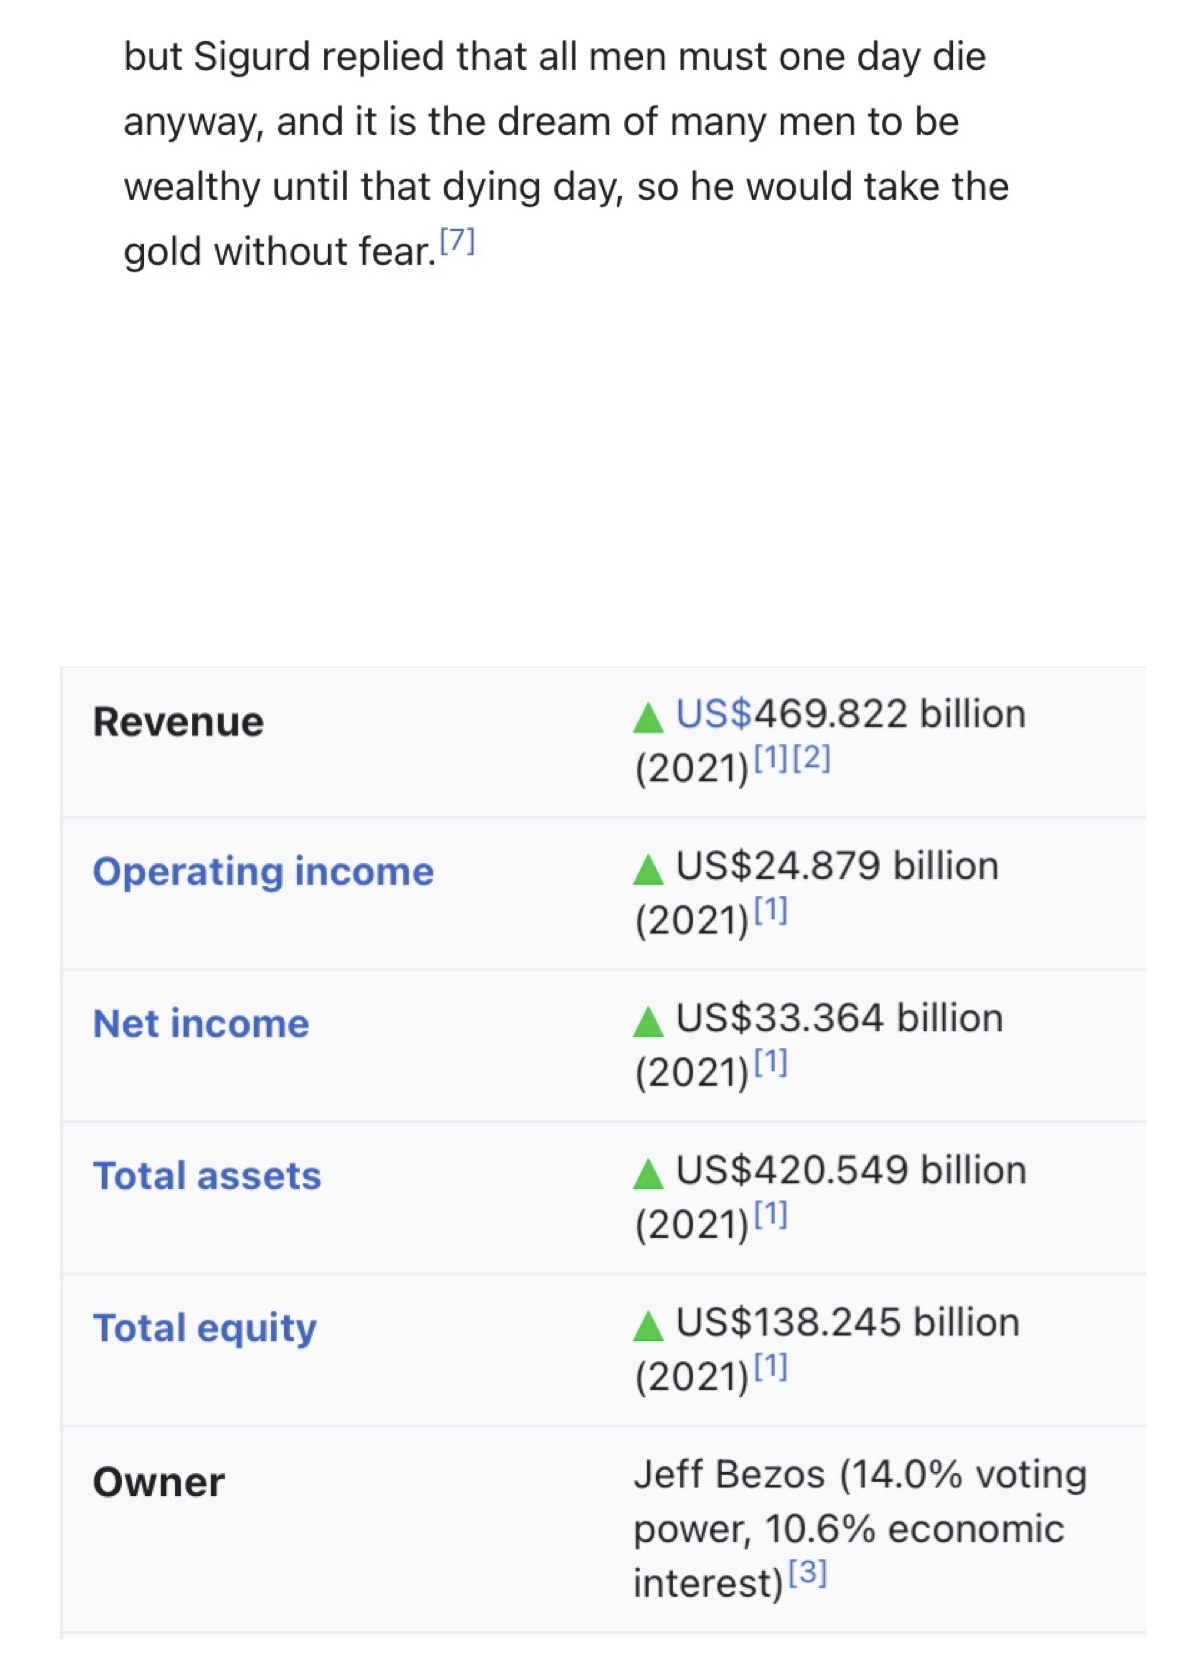 but Sigurd replied that all men must one day die
anyway, and it is the dream of many men to be
wealthy until that dying day, so he would take the
gold without fear.[7]
Revenue
▲ US$469.822 billion
(2021)[1][2]
Operating income
▲ US$24.879 billion
(2021)[1]
Net income
▲ US$33.364 billion
(2021)[1]
Total assets
▲ US$420.549 billion
(2021)[1]
Total equity
▲ US$138.245 billion
(2021)[1]
Owner
Jeff Bezos (14.0% voting
power, 10.6% economic
interest)[3]